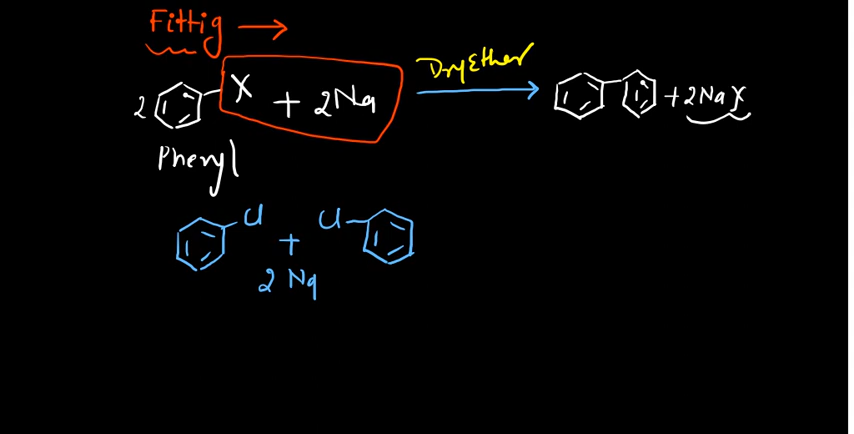 Fittig →
Dry Ether
2 X + 2Na → + 2NaX
Phenyl
Cl + Cl
2 Na